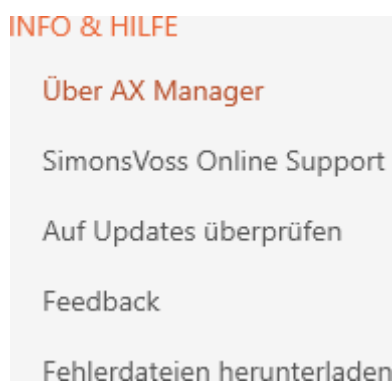 INFO & HILFE
Über AX Manager
SimonsVoss Online Support
Auf Updates überprüfen
Feedback
Fehlerdateien herunterladen